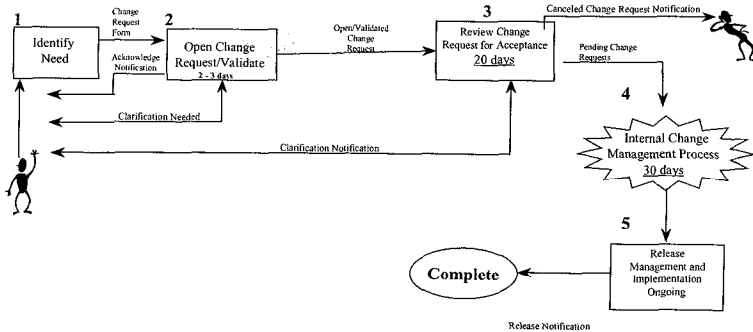 1
Identify
Need
Change
Request
Form
Acknowledge
Notification
2
Open Change
Request/Validate
2 - 3 days
Open/Validated
Change
Request
3
Review Change
Request for Acceptance
20 days
Canceled Change Request Notification
Pending Change
Requests
Clarification Needed
Clarification Notification
4
Internal Change
Management Process
30 days
5
Release
Management and
Implementation
Ongoing
Complete
Release Notification